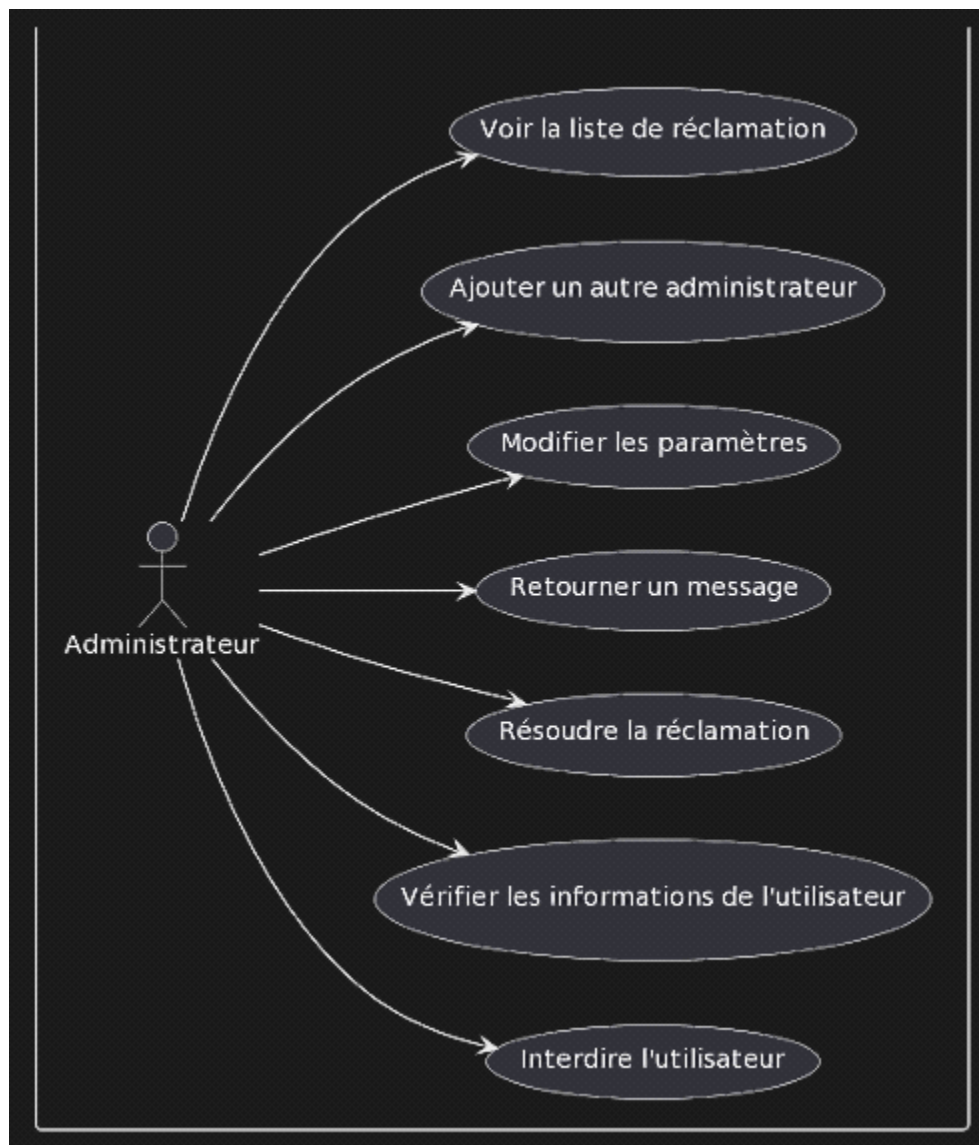 Voir la liste de réclamation
Ajouter un autre administrateur
Modifier les paramètres
Retourner un message
Administrateur
Résoudre la réclamation
Vérifier les informations de l'utilisateur
Interdire l'utilisateur